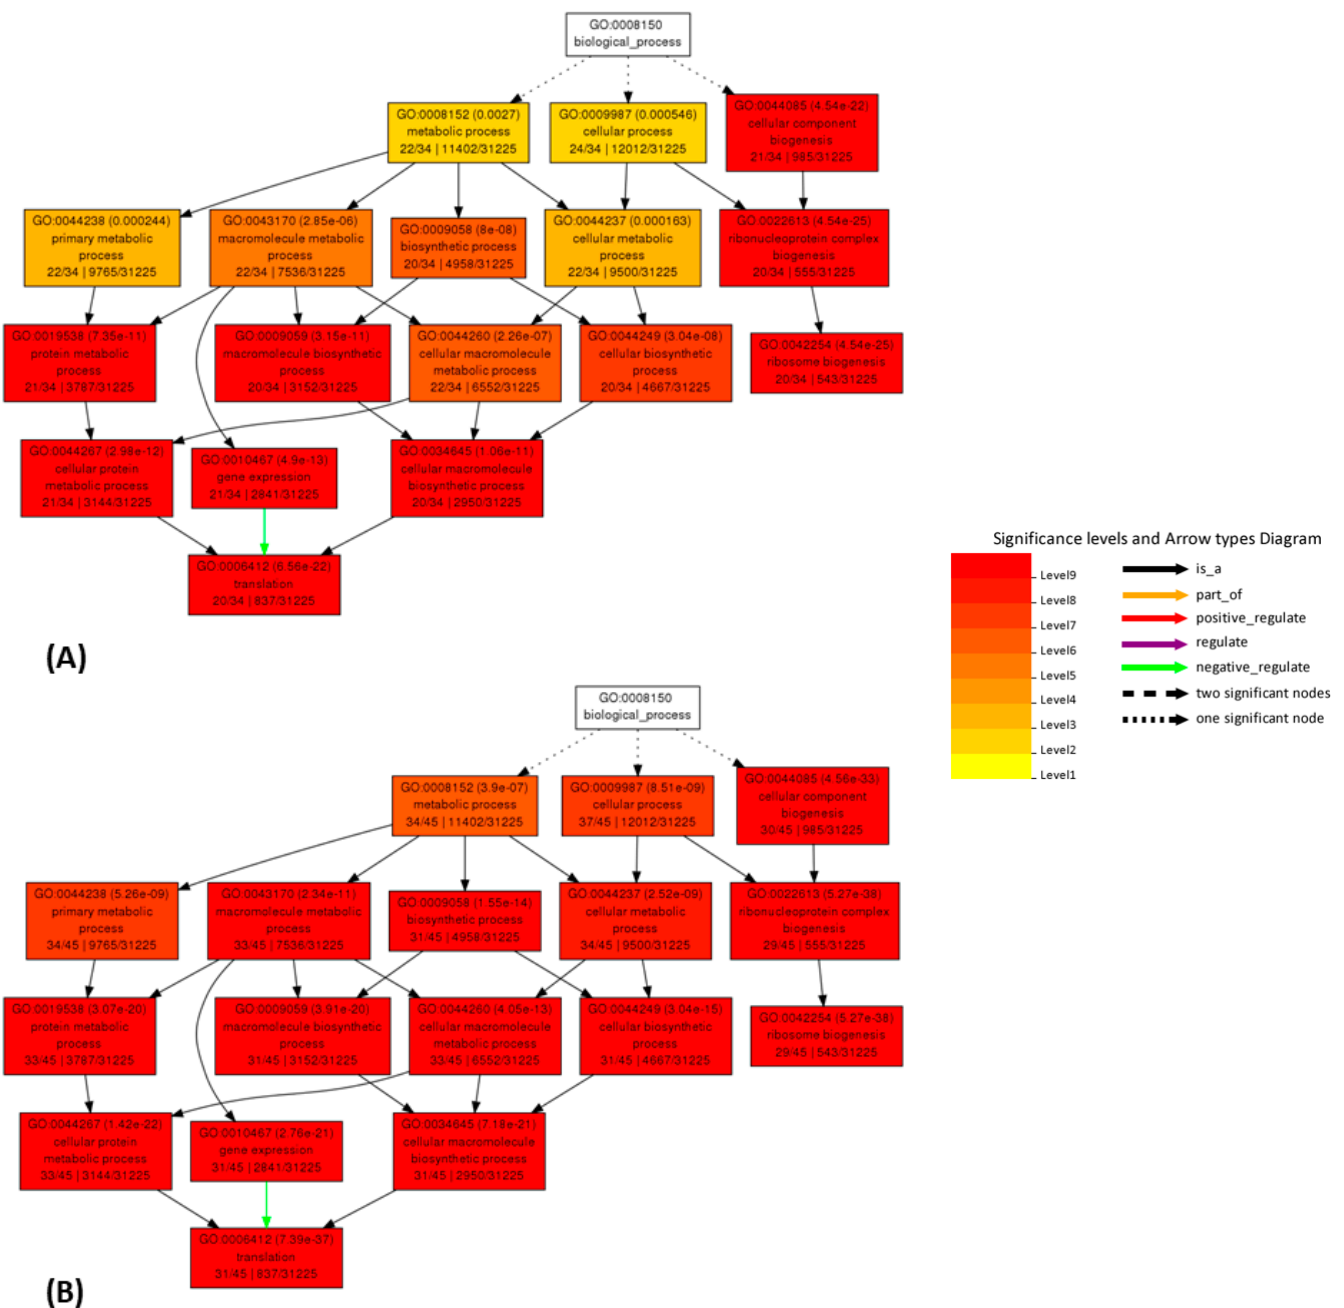 GO:0008150
biological_process
GO:0008152 (0.0027)
metabolic process
22/34 | 11402/31225
GO:0009987 (0.000546)
cellular process
24/34 | 12012/31225
GO:0044085 (4.54e-22)
cellular component
biogenesis
21/34 | 985/31225
GO:0044238 (0.000244)
primary metabolic
process
22/34 | 9765/31225
GO:0043170 (2.85e-06)
macromolecule metabolic
process
22/34 | 7536/31225
GO:0009058 (8e-08)
biosynthetic process
20/34 | 4958/31225
GO:0044237 (0.000163)
cellular metabolic
process
22/34 | 9500/31225
GO:0022613 (4.54e-25)
ribonucleoprotein complex
biogenesis
20/34 | 555/31225
GO:0019538 (7.35e-11)
protein metabolic
process
21/34 | 3787/31225
GO:0009059 (3.15e-11)
macromolecule biosynthetic
process
20/34 | 3152/31225
GO:0044260 (2.26e-07)
cellular macromolecule
metabolic process
22/34 | 6552/31225
GO:0044249 (3.04e-08)
cellular biosynthetic
process
20/34 | 4667/31225
GO:0042254 (4.54e-25)
ribosome biogenesis
20/34 | 543/31225
GO:0044267 (2.98e-12)
cellular protein
metabolic process
21/34 | 3144/31225
GO:0010467 (4.9e-13)
gene expression
21/34 | 2841/31225
GO:0034645 (1.06e-11)
cellular macromolecule
biosynthetic process
20/34 | 2950/31225
GO:0006412 (6.56e-22)
translation
20/34 | 837/31225
(A)
Significance levels and Arrow types Diagram
Level9
Level8
Level7
Level6
Level5
Level4
Level3
Level2
Level1
is_a
part_of
positive_regulate
regulate
negative_regulate
two significant nodes
one significant node
GO:0008150
biological_process
GO:0008152 (3.9e-07)
metabolic process
34/45 | 11402/31225
GO:0009987 (8.51e-09)
cellular process
37/45 | 12012/31225
GO:0044085 (4.56e-33)
cellular component
biogenesis
30/45 | 985/31225
GO:0044238 (5.26e-09)
primary metabolic
process
34/45 | 9765/31225
GO:0043170 (2.34e-11)
macromolecule metabolic
process
33/45 | 7536/31225
GO:0009058 (1.55e-14)
biosynthetic process
31/45 | 4958/31225
GO:0044237 (2.52e-09)
cellular metabolic
process
34/45 | 9500/31225
GO:0022613 (5.27e-38)
ribonucleoprotein complex
biogenesis
29/45 | 555/31225
GO:0019538 (3.07e-20)
protein metabolic
process
33/45 | 3787/31225
GO:0009059 (3.91e-20)
macromolecule biosynthetic
process
31/45 | 3152/31225
GO:0044260 (4.05e-13)
cellular macromolecule
metabolic process
33/45 | 6552/31225
GO:0044249 (3.04e-15)
cellular biosynthetic
process
31/45 | 4667/31225
GO:0042254 (5.27e-38)
ribosome biogenesis
29/45 | 543/31225
GO:0044267 (1.42e-22)
cellular protein
metabolic process
33/45 | 3144/31225
GO:0010467 (2.76e-21)
gene expression
31/45 | 2841/31225
GO:0034645 (7.18e-21)
cellular macromolecule
biosynthetic process
31/45 | 2950/31225
GO:0006412 (7.39e-37)
translation
31/45 | 837/31225
(B)